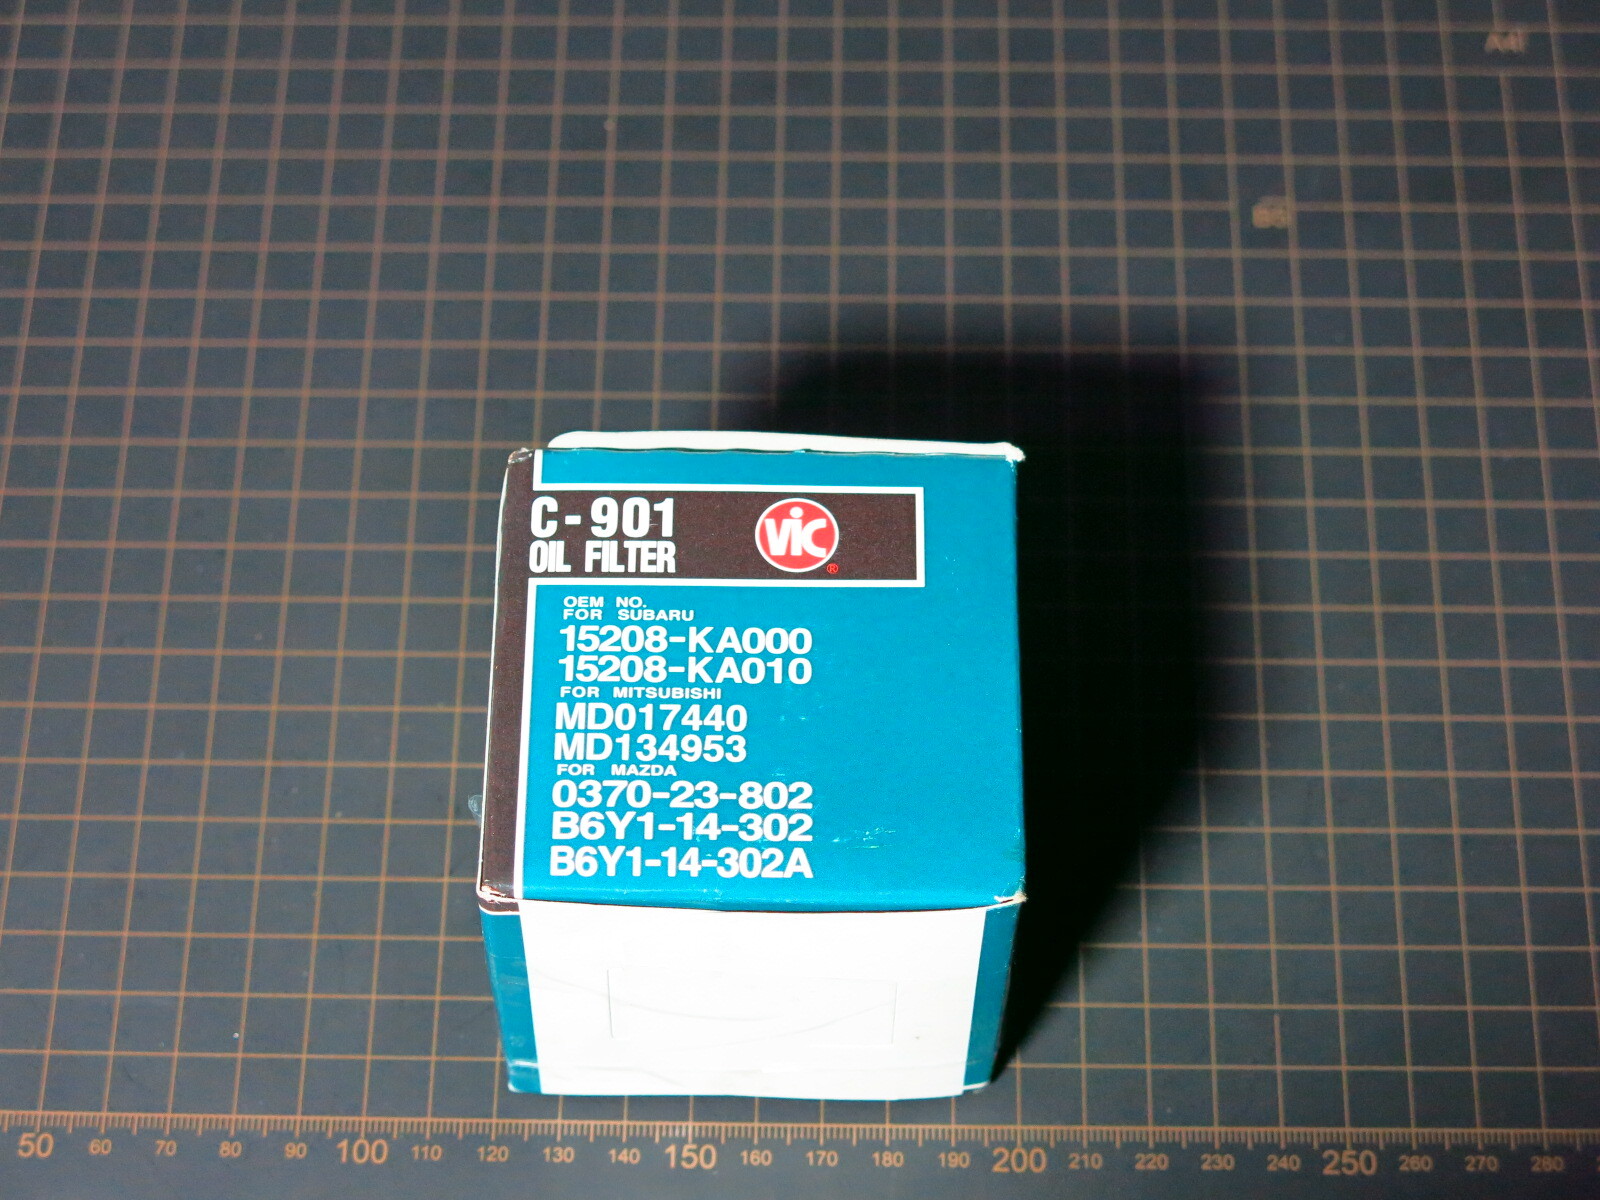 A4
B5
C-901
OIL FILTER
ViC
®
OEM NO.
FOR SUBARU
15208-KA000
15208-KA010
FOR MITSUBISHI
MD017440
MD134953
FOR MAZDA
0370-23-802
B6Y1-14-302
B6Y1-14-302A
50 60 70 80 90 100 110 120 130 140 150 160 170 180 190 200 210 220 230 240 250 260 270 280